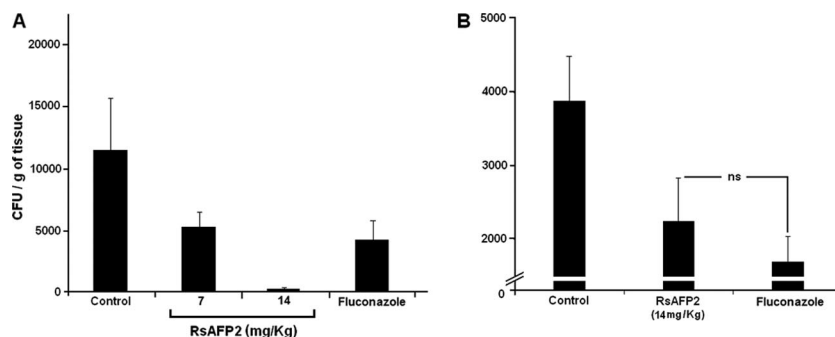 A
CFU / g of tissue
20000
15000
10000
5000
0
Control
7
14
Fluconazole
RsAFP2 (mg/Kg)
B
5000
4000
3000
2000
0
ns
Control
RsAFP2
(14mg/Kg)
Fluconazole